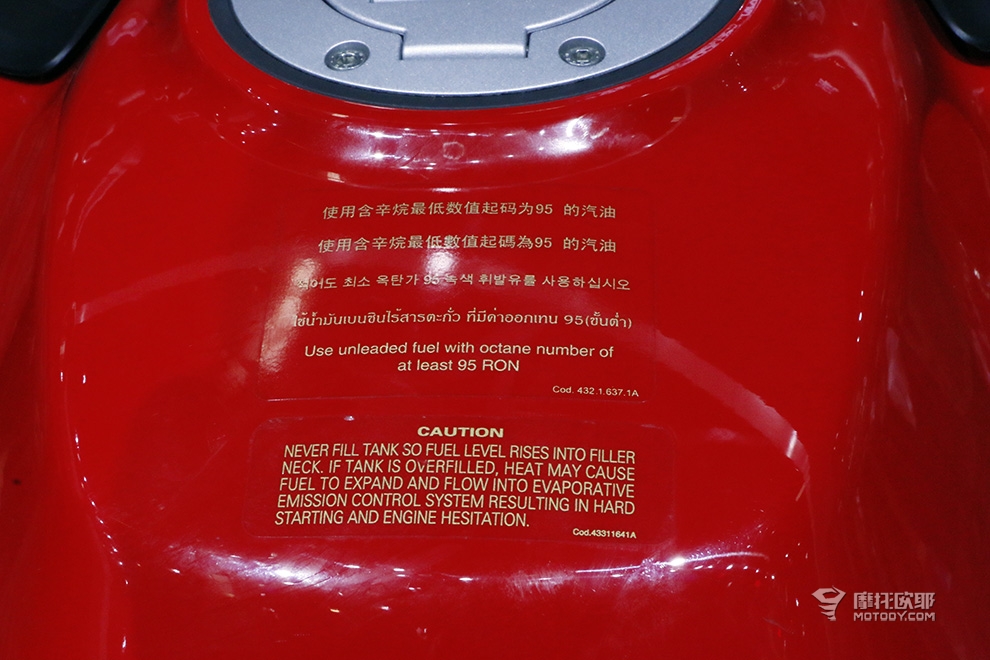 使用含辛烷最低数值起码为95 的汽油
使用含辛烷最低數值起碼為95 的汽油
적어도 최소 옥탄가 95 녹색 휘발유를 사용하십시오
ใช้น้ำมันเบนซินไร้สารตะกั่ว ที่มีค่าออกเทน 95(ขั้นต่ำ)
Use unleaded fuel with octane number of
at least 95 RON
Cod. 432.1.637.1A
CAUTION
NEVER FILL TANK SO FUEL LEVEL RISES INTO FILLER
NECK. IF TANK IS OVERFILLED, HEAT MAY CAUSE
FUEL TO EXPAND AND FLOW INTO EVAPORATIVE
EMISSION CONTROL SYSTEM RESULTING IN HARD
STARTING AND ENGINE HESITATION.
Cod.43311641A
摩托欧耶
MOTODY.COM